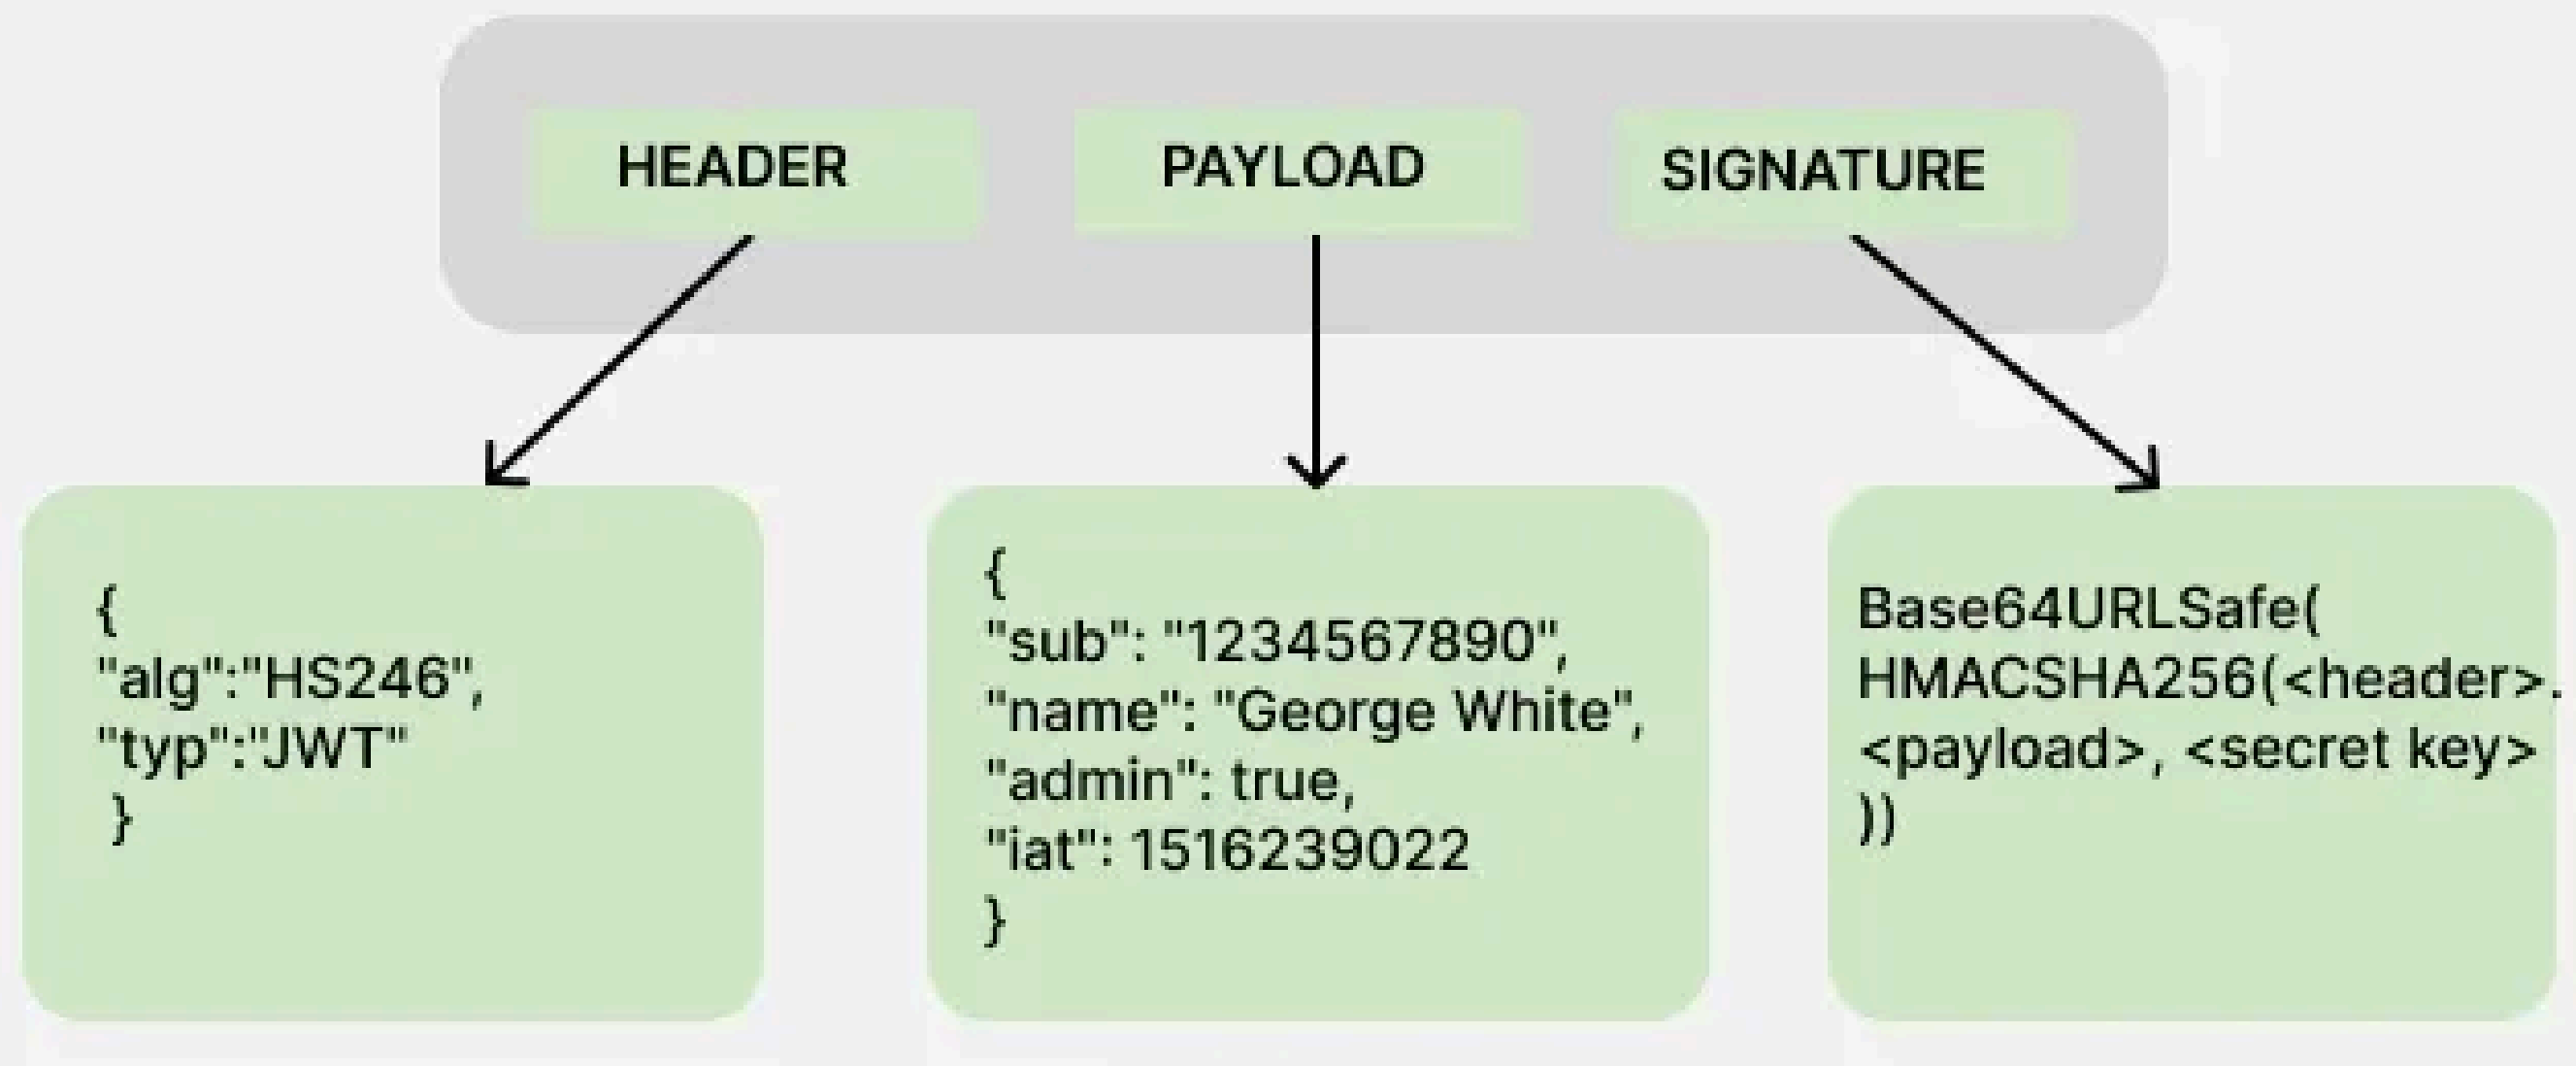 HEADER
PAYLOAD
SIGNATURE
{
"alg":"HS246",
"typ":"JWT"
}
{
"sub": "1234567890",
"name": "George White",
"admin": true,
"iat": 1516239022
}
Base64URLSafe(
HMACSHA256(<header>.
<payload>, <secret key>
))